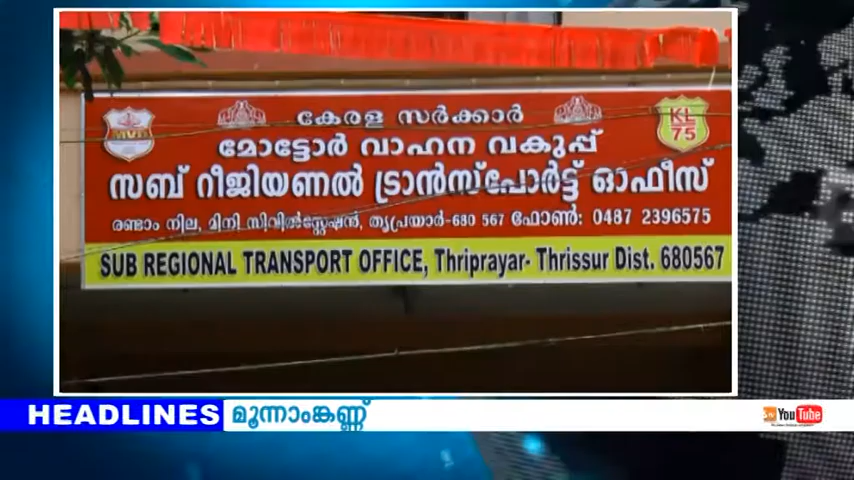 കേരള സർക്കാർ
മോട്ടോർ വാഹന വകുപ്പ്
സബ് റീജിയണൽ ട്രാൻസ്പോർട്ട് ഓഫീസ്
രണ്ടാം നില, മിനി സിവിൽസ്റ്റേഷൻ, തൃപ്രയാർ-680 567 ഫോൺ: 0487 2396575
SUB REGIONAL TRANSPORT OFFICE, Thriprayar- Thrissur Dist. 680567
MVD
KL
75
HEADLINES മൂന്നാംങ്കണ്ണ്
YouTube